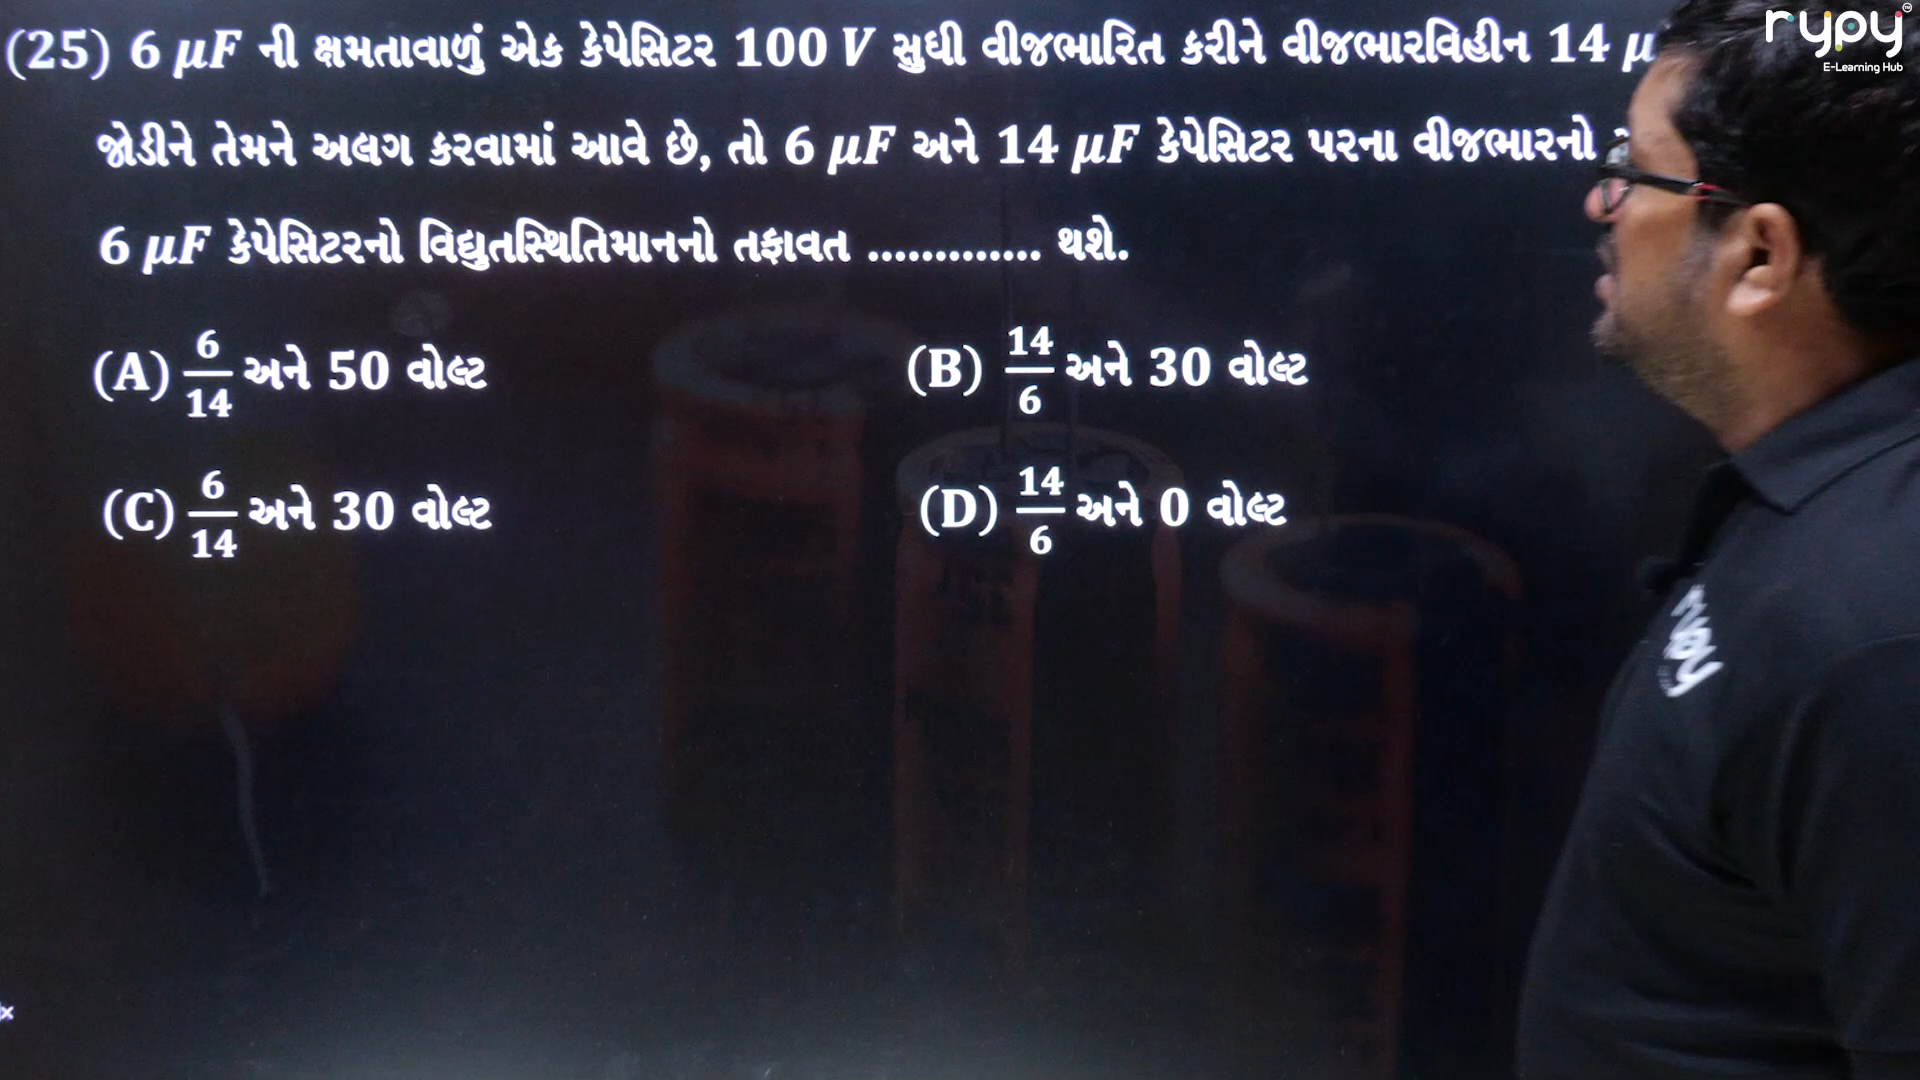 rypy
E-Learning Hub
(25) 6 μF ની ક્ષમતાવાળું એક કેપેસિટર 100 V સુધી વીજભારિત કરીને વીજભારવિહીન 14 μ
જોડીને તેમને અલગ કરવામાં આવે છે, તો 6 μF અને 14 μF કેપેસિટર પરના વીજભારનો
6 μF કેપેસિટરનો વિદ્યુતસ્થિતિમાનનો તફાવત ............. થશે.
(A) 6/14 અને 50 વોલ્ટ (B) 14/6 અને 30 વોલ્ટ
(C) 6/14 અને 30 વોલ્ટ (D) 14/6 અને 0 વોલ્ટ